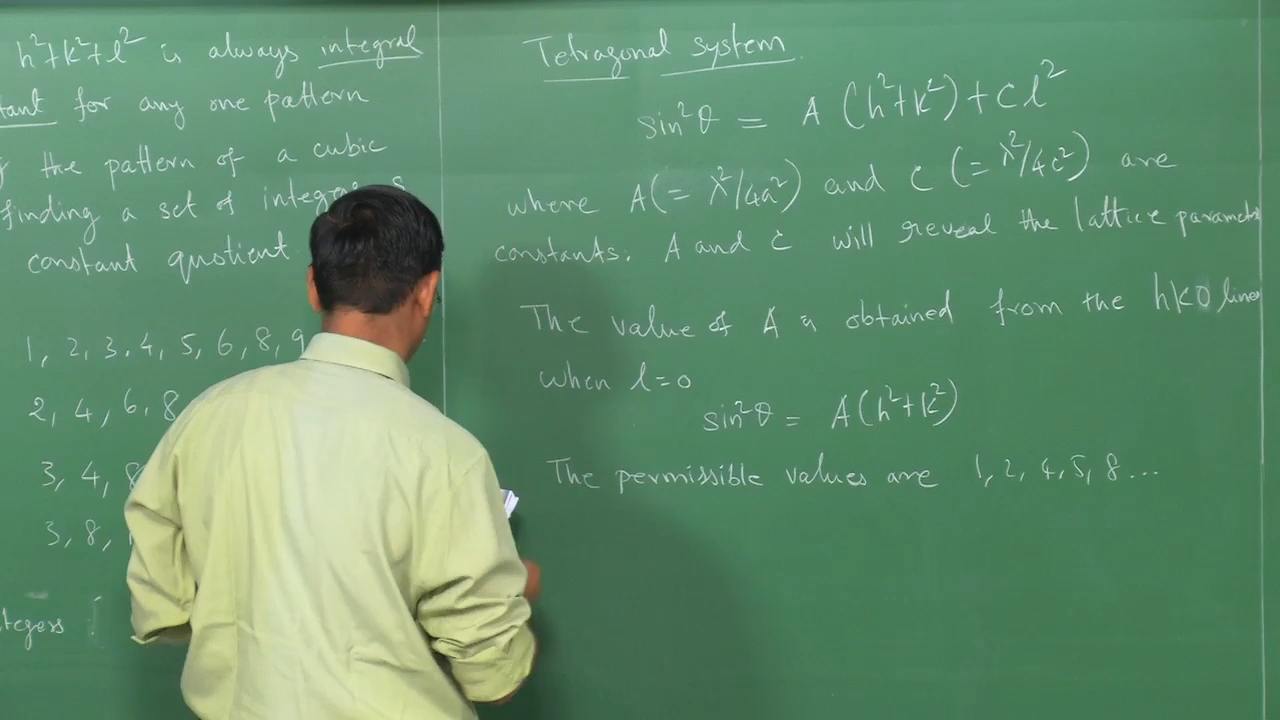 h²+k²+l² is always integral
tant for any one pattern
the pattern of a cubic
finding a set of
constant quotient
1, 2, 3, 4, 5, 6, 8, 9
2, 4, 6, 8
3, 4, 8
3, 8,
tegers
Tetragonal system.
sin²θ = A (h²+k²) + Cl²
where A(= λ²/4a²) and C (= λ²/4c²) are
constants. A and C will reveal the lattice paramet
The value of A is obtained from the hk0 line
when l=0
sin²θ = A(h²+k²)
The permissible values are 1, 2, 4, 5, 8 ...